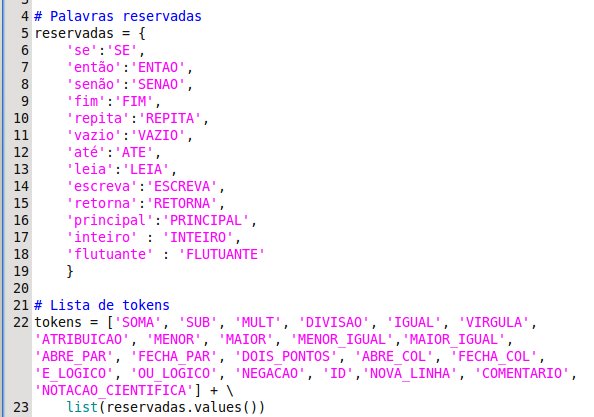 4 # Palavras reservadas
5 reservadas = {
6 'se':'SE',
7 'então':'ENTAO',
8 'senão':'SENAO',
9 'fim':'FIM',
10 'repita':'REPITA',
11 'vazio':'VAZIO',
12 'até':'ATE',
13 'leia':'LEIA',
14 'escreva':'ESCREVA',
15 'retorna':'RETORNA',
16 'principal':'PRINCIPAL',
17 'inteiro' : 'INTEIRO',
18 'flutuante' : 'FLUTUANTE'
19 }
20
21 # Lista de tokens
22 tokens = ['SOMA', 'SUB', 'MULT', 'DIVISAO', 'IGUAL', 'VIRGULA',
'ATRIBUICAO', 'MENOR', 'MAIOR', 'MENOR_IGUAL','MAIOR_IGUAL',
'ABRE_PAR', 'FECHA_PAR', 'DOIS_PONTOS', 'ABRE_COL', 'FECHA_COL',
'E_LOGICO', 'OU_LOGICO', 'NEGACAO', 'ID','NOVA_LINHA', 'COMENTARIO',
'NOTACAO_CIENTIFICA'] + \
23 list(reservadas.values())